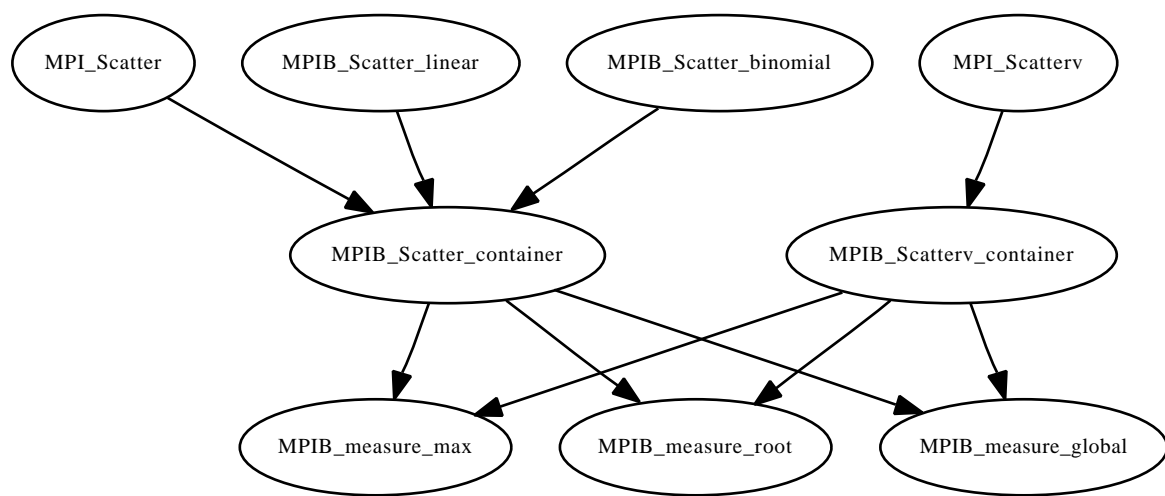 MPI_Scatter
MPIB_Scatter_linear
MPIB_Scatter_binomial
MPI_Scatterv
MPIB_Scatter_container
MPIB_Scatterv_container
MPIB_measure_max
MPIB_measure_root
MPIB_measure_global